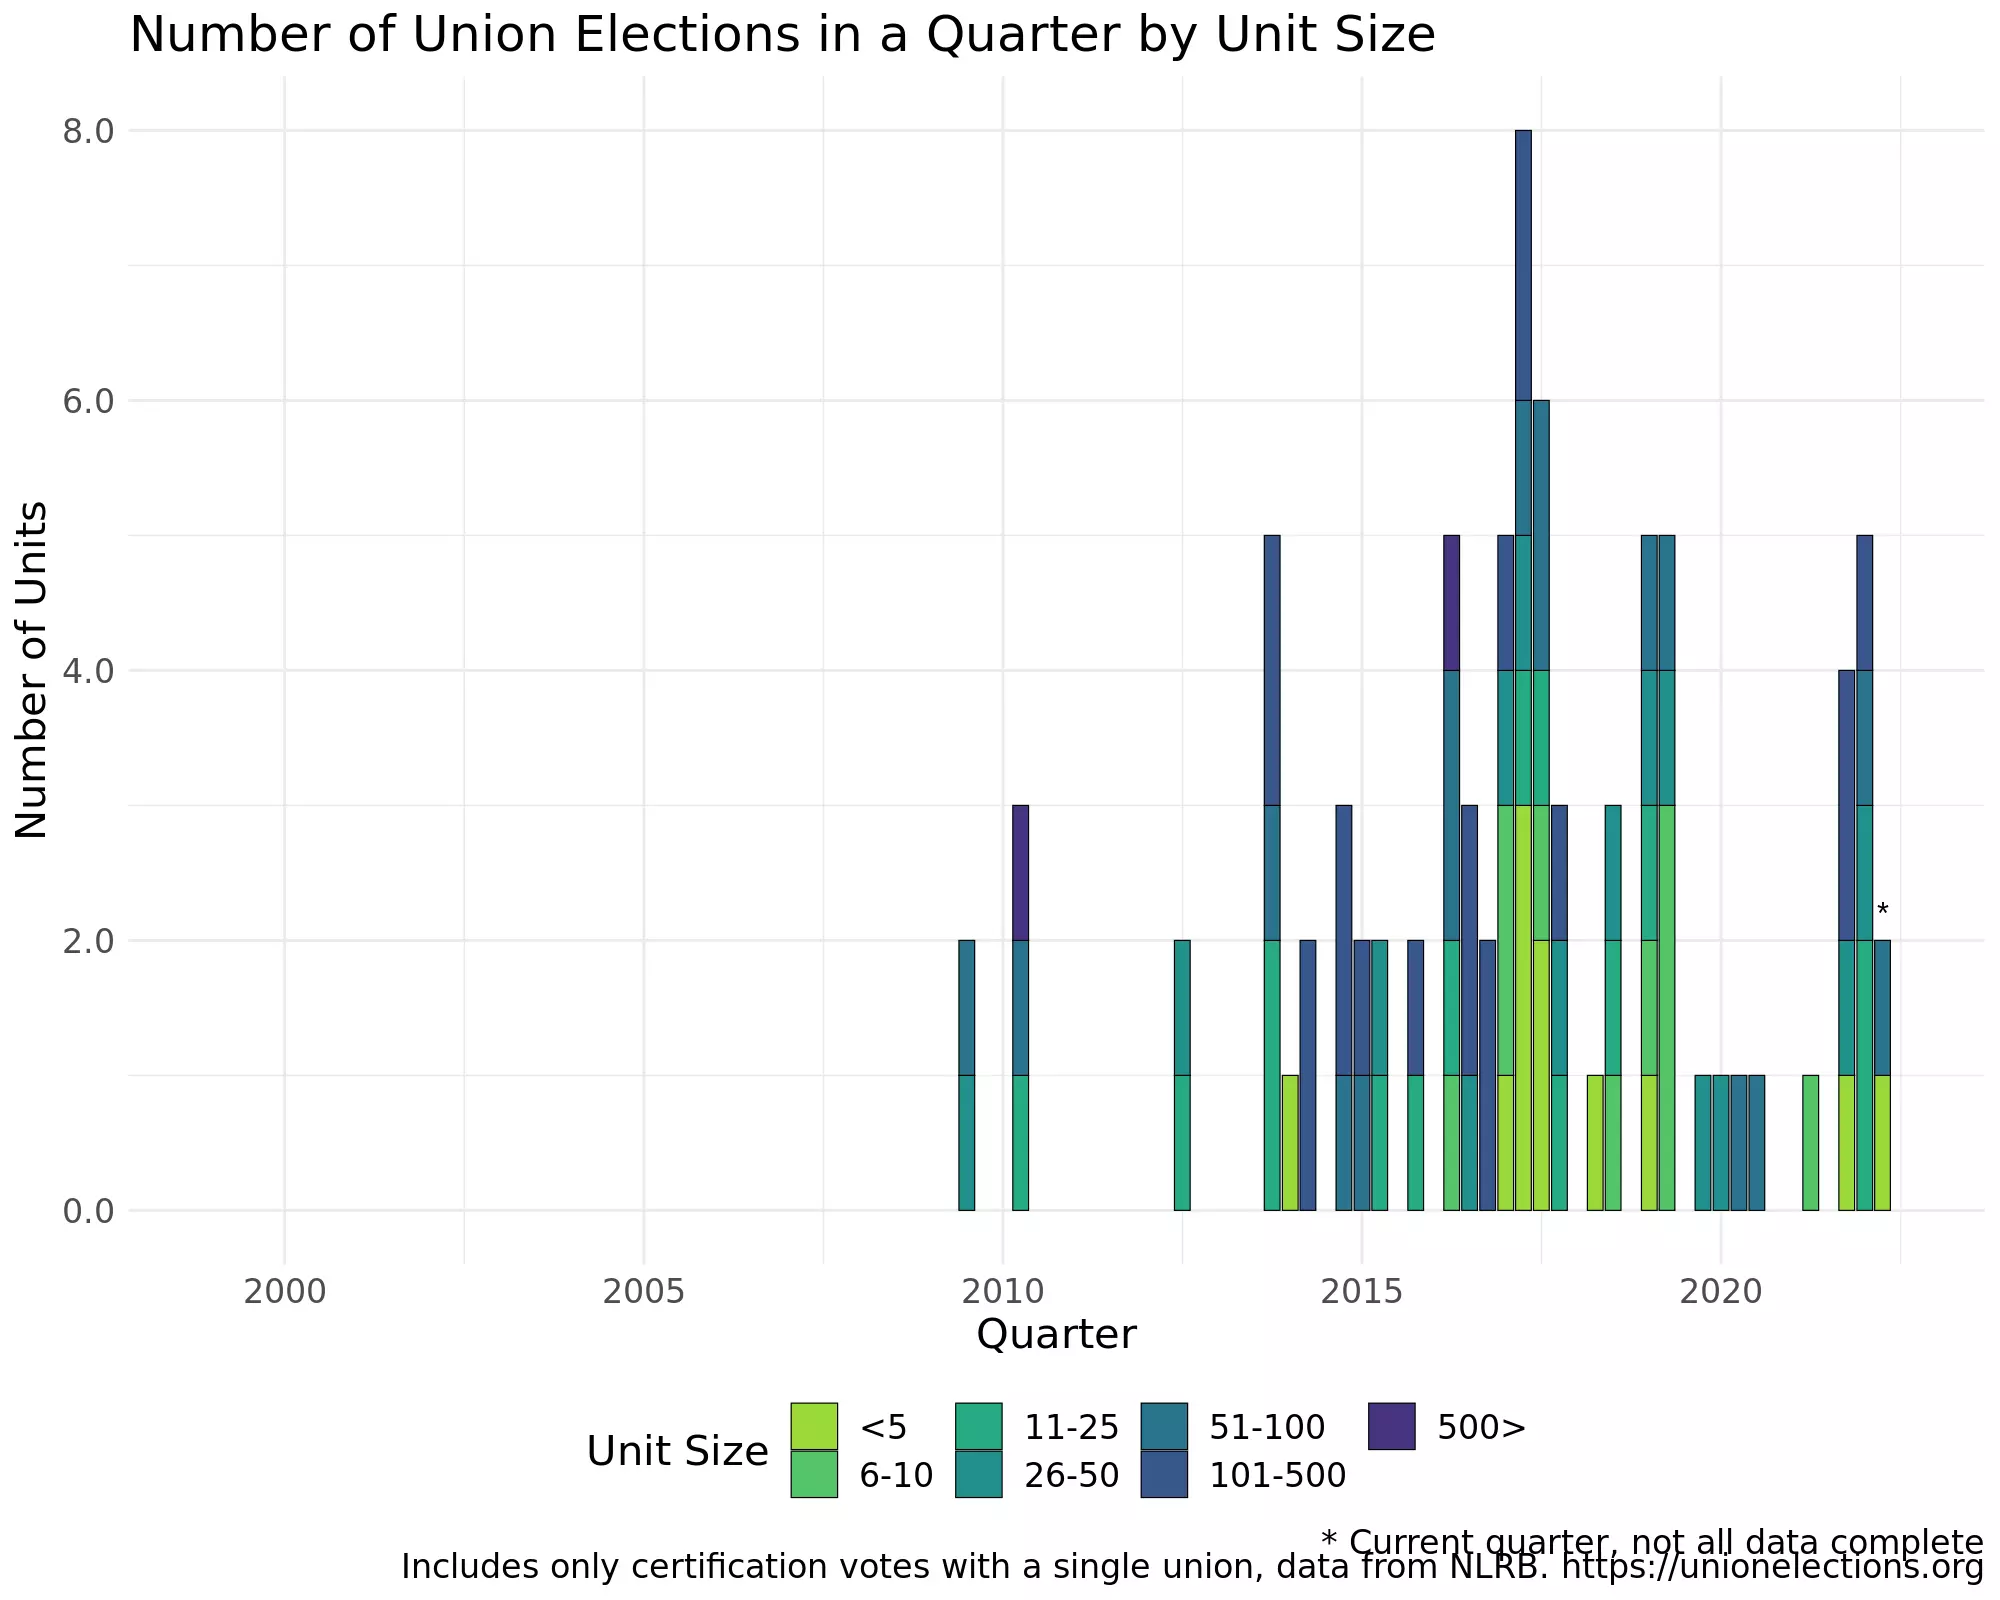 Number of Union Elections in a Quarter by Unit Size
Number of Units
8.0
6.0
4.0
2.0
0.0
*
2000 2005 2010 2015 2020
Quarter
Unit Size
<5 11-25 51-100 500>
6-10 26-50 101-500
* Current quarter, not all data complete
Includes only certification votes with a single union, data from NLRB. https://unionelections.org